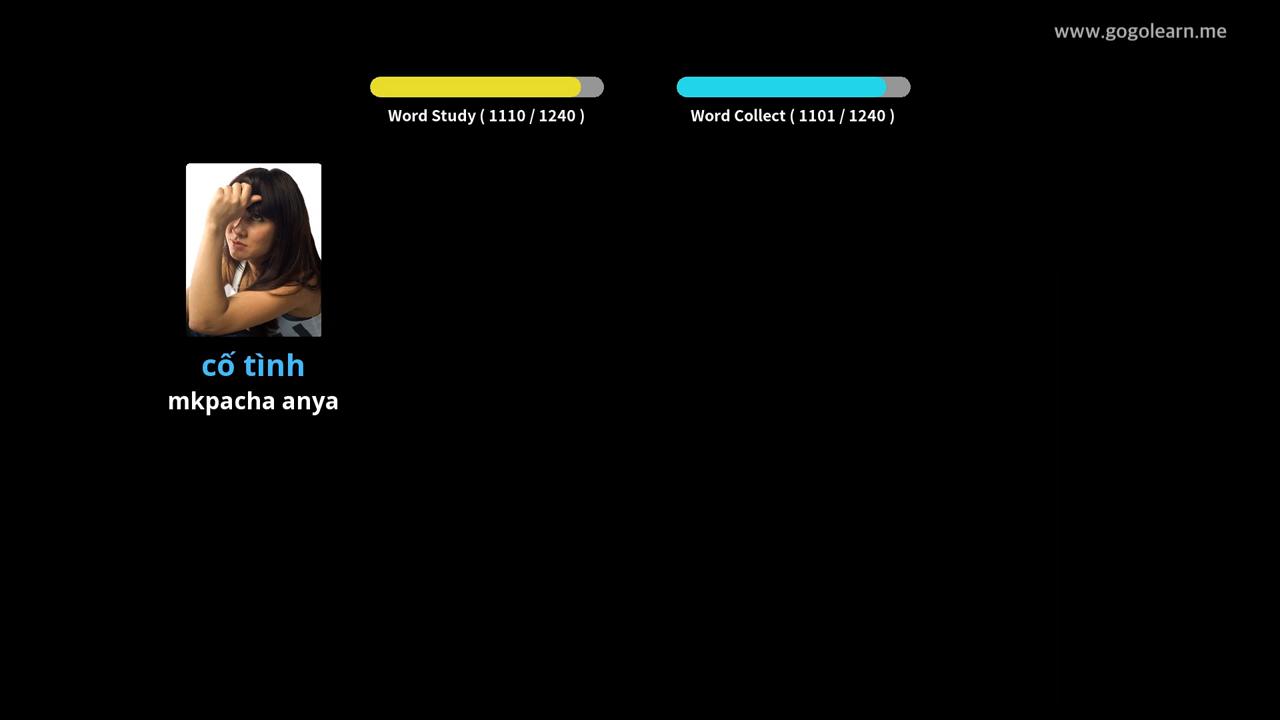 www.gogolearn.me
Word Study ( 1110 / 1240 )
Word Collect ( 1101 / 1240 )
cố tình
mkpacha anya